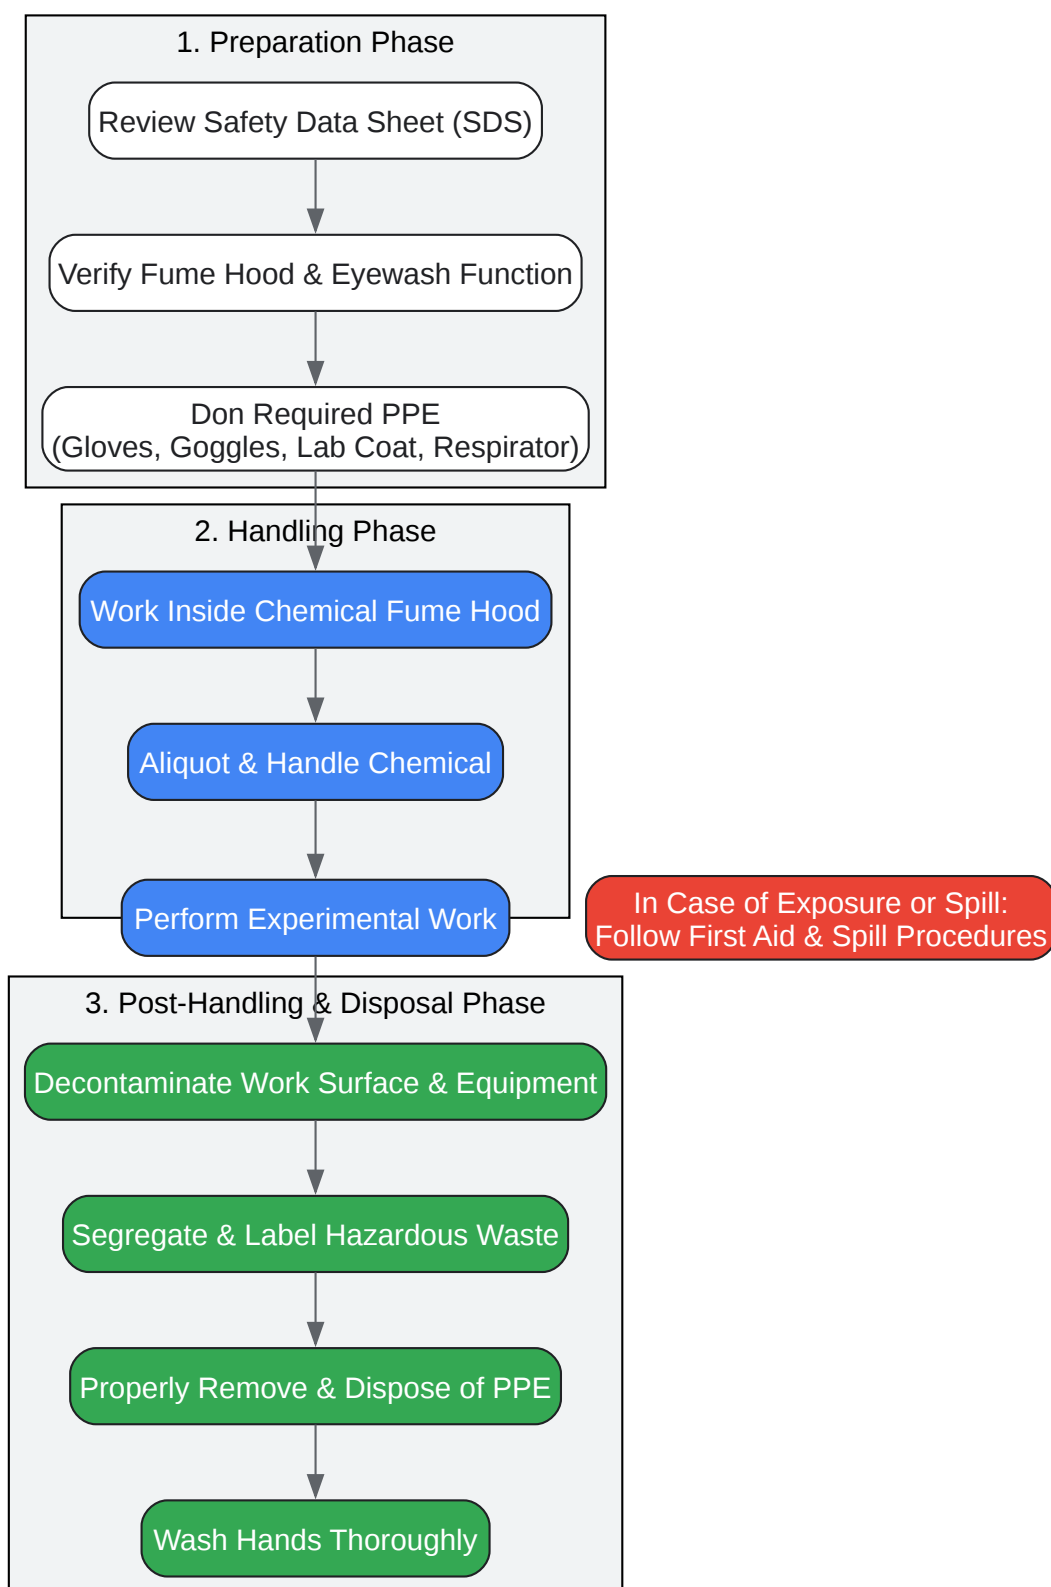 1. Preparation Phase
Review Safety Data Sheet (SDS)
Verify Fume Hood & Eyewash Function
Don Required PPE
(Gloves, Goggles, Lab Coat, Respirator)
2. Handling Phase
Work Inside Chemical Fume Hood
Aliquot & Handle Chemical
Perform Experimental Work
In Case of Exposure or Spill:
Follow First Aid & Spill Procedures
3. Post-Handling & Disposal Phase
Decontaminate Work Surface & Equipment
Segregate & Label Hazardous Waste
Properly Remove & Dispose of PPE
Wash Hands Thoroughly